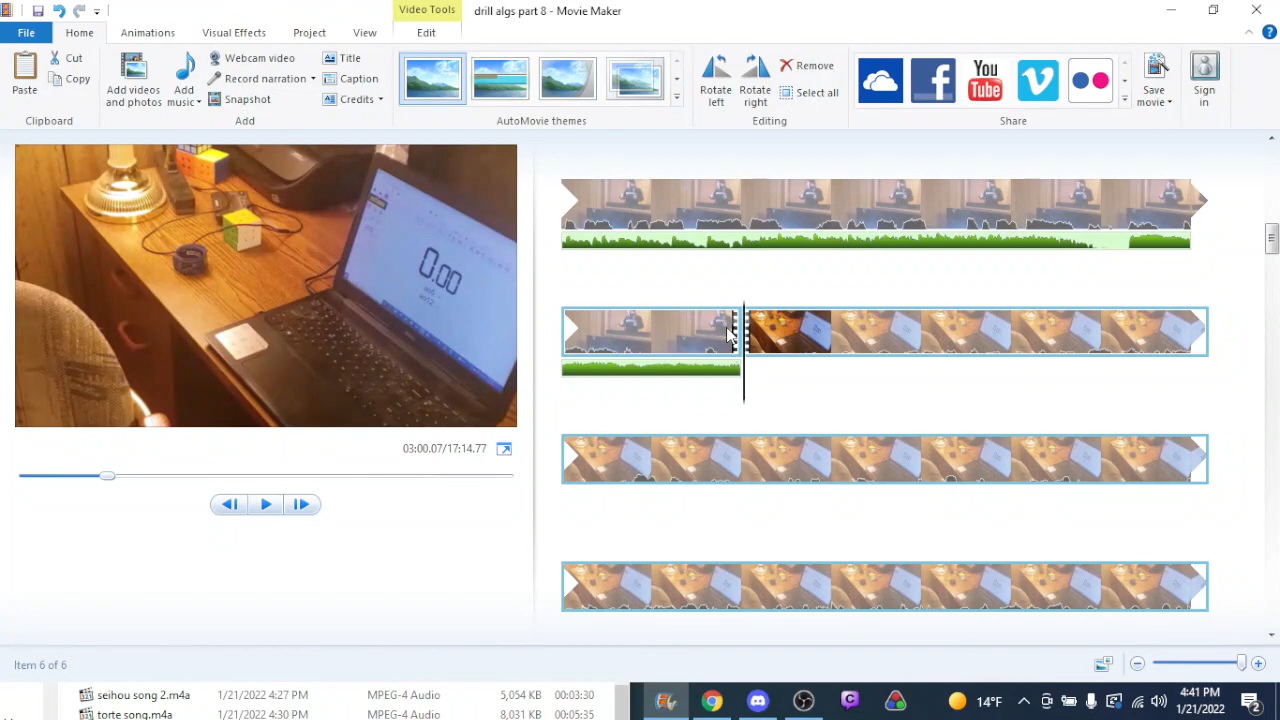 Video Tools
drill algs part 8 - Movie Maker
File
Home
Animations
Visual Effects
Project
View
Edit
Paste
Cut
Copy
Clipboard
Add videos
and photos
Add
music
Webcam video
Record narration
Snapshot
Title
Caption
Credits
Add
AutoMovie themes
Rotate
left
Rotate
right
Remove
Select all
Editing
You
Tube
Share
Save
movie
Sign
in
0.00
03:00.07/17:14.77
Item 6 of 6
seihou song 2.m4a 1/21/2022 4:27 PM MPEG-4 Audio 5,054 KB 00:03:30
torte song.m4a 1/21/2022 4:30 PM MPEG-4 Audio 8,031 KB 00:05:35
14°F
4:41 PM
1/21/2022
2